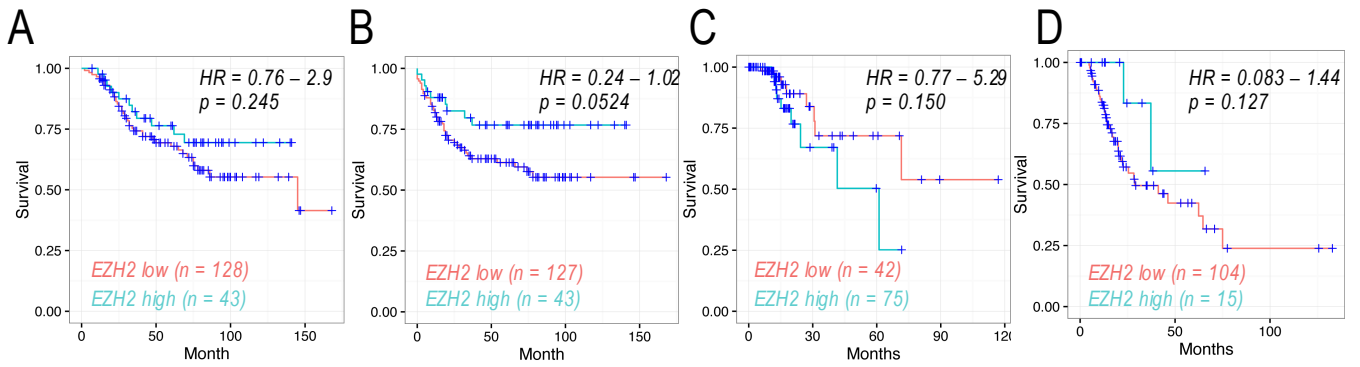 A
HR = 0.76 – 2.9
p = 0.245
1.00
0.75
0.50
0.25
0.00
Survival
EZH2 low (n = 128)
EZH2 high (n = 43)
0
50
100
150
Month
B
HR = 0.24 – 1.02
p = 0.0524
1.00
0.75
0.50
0.25
0.00
Survival
EZH2 low (n = 127)
EZH2 high (n = 43)
0
50
100
150
Month
C
HR = 0.77 – 5.29
p = 0.150
1.00
0.75
0.50
0.25
0.00
Survival
EZH2 low (n = 42)
EZH2 high (n = 75)
0
30
60
90
120
Months
D
HR = 0.083 – 1.44
p = 0.127
1.00
0.75
0.50
0.25
0.00
Survival
EZH2 low (n = 104)
EZH2 high (n = 15)
0
50
100
Months